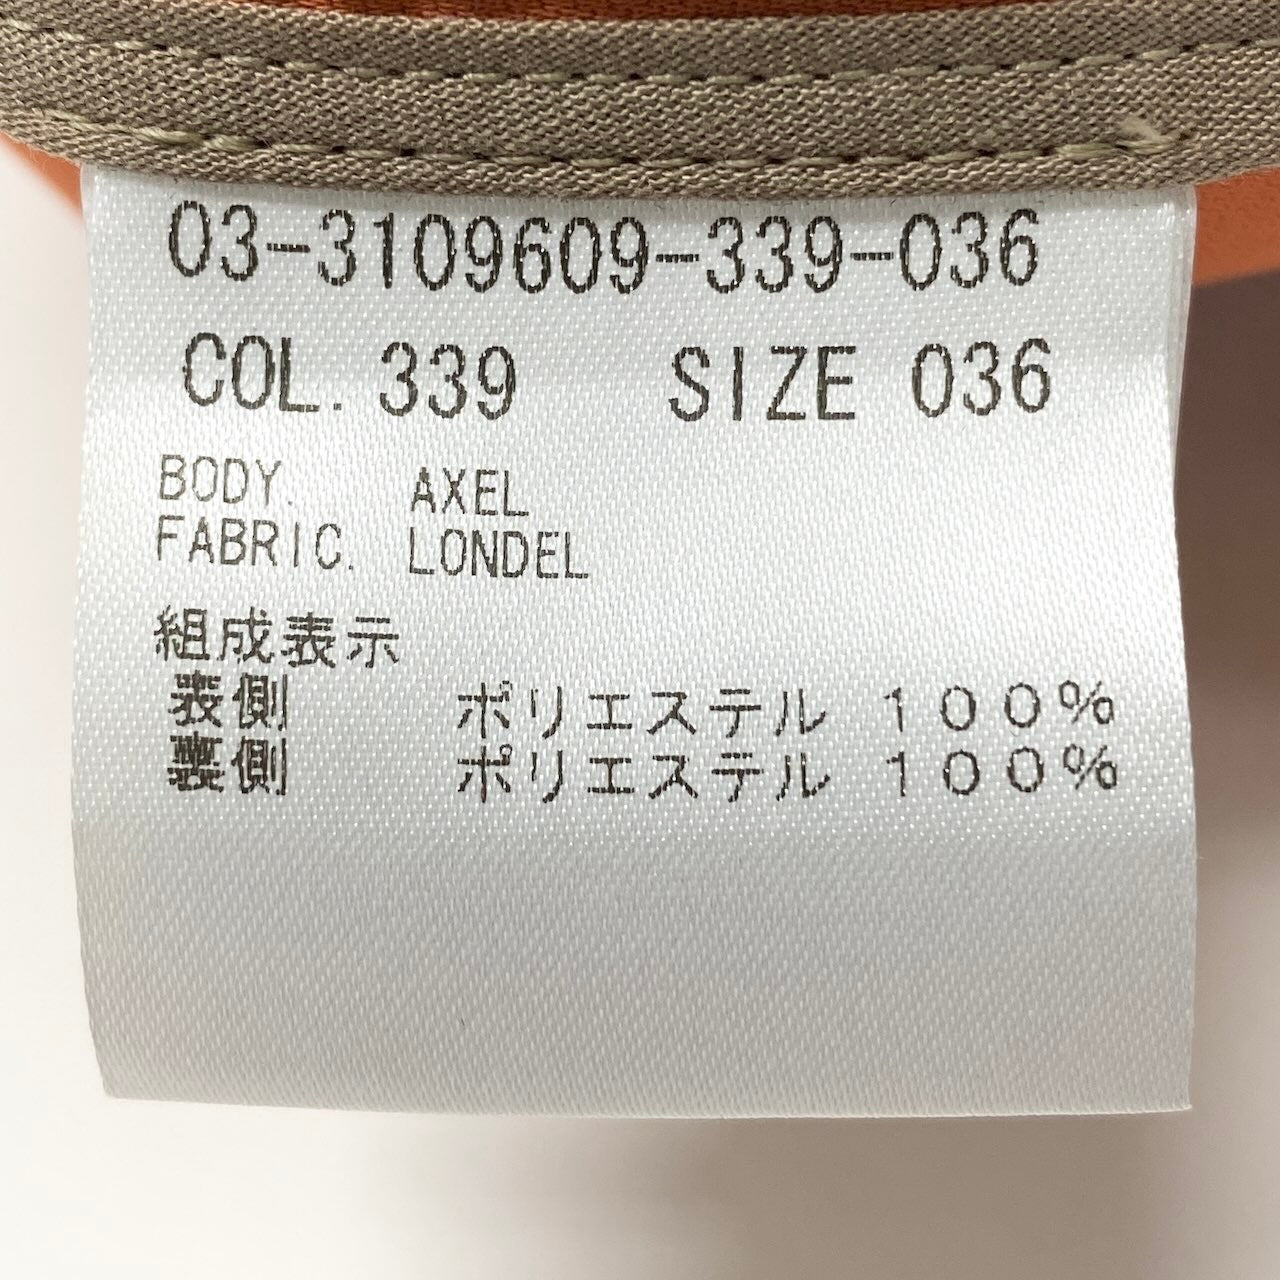 03-3109609-339-036
COL. 339 SIZE 036
BODY. AXEL
FABRIC. LONDEL
組成表示
表側 ポリエステル 100%
裏側 ポリエステル 100%